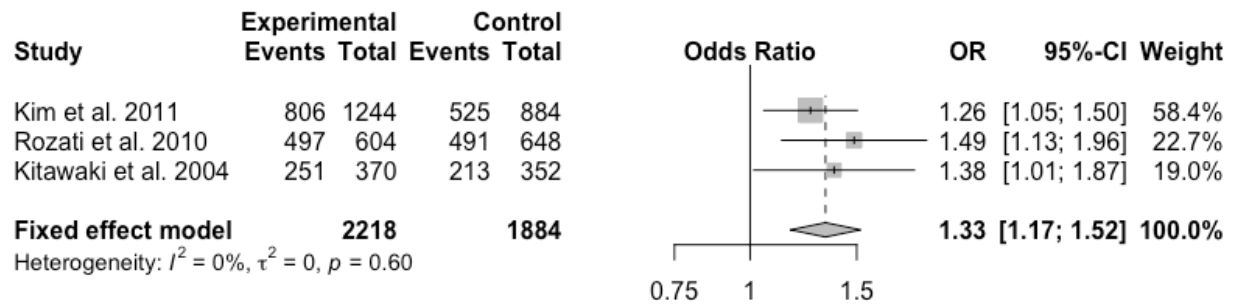 Experimental Control
Study Events Total Events Total Odds Ratio OR 95%-CI Weight
Kim et al. 2011 806 1244 525 884 1.26 [1.05; 1.50] 58.4%
Rozati et al. 2010 497 604 491 648 1.49 [1.13; 1.96] 22.7%
Kitawaki et al. 2004 251 370 213 352 1.38 [1.01; 1.87] 19.0%
Fixed effect model 2218 1884 1.33 [1.17; 1.52] 100.0%
Heterogeneity: I² = 0%, τ² = 0, p = 0.60
0.75 1 1.5